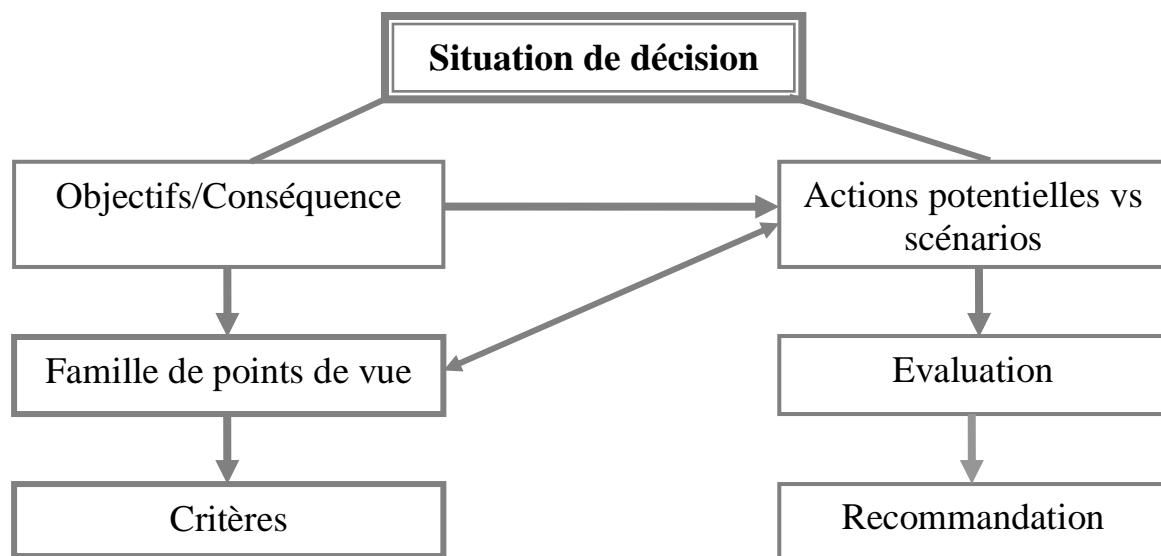 Situation de décision
Objectifs/Conséquence
Actions potentielles vs
scénarios
Famille de points de vue
Evaluation
Critères
Recommandation